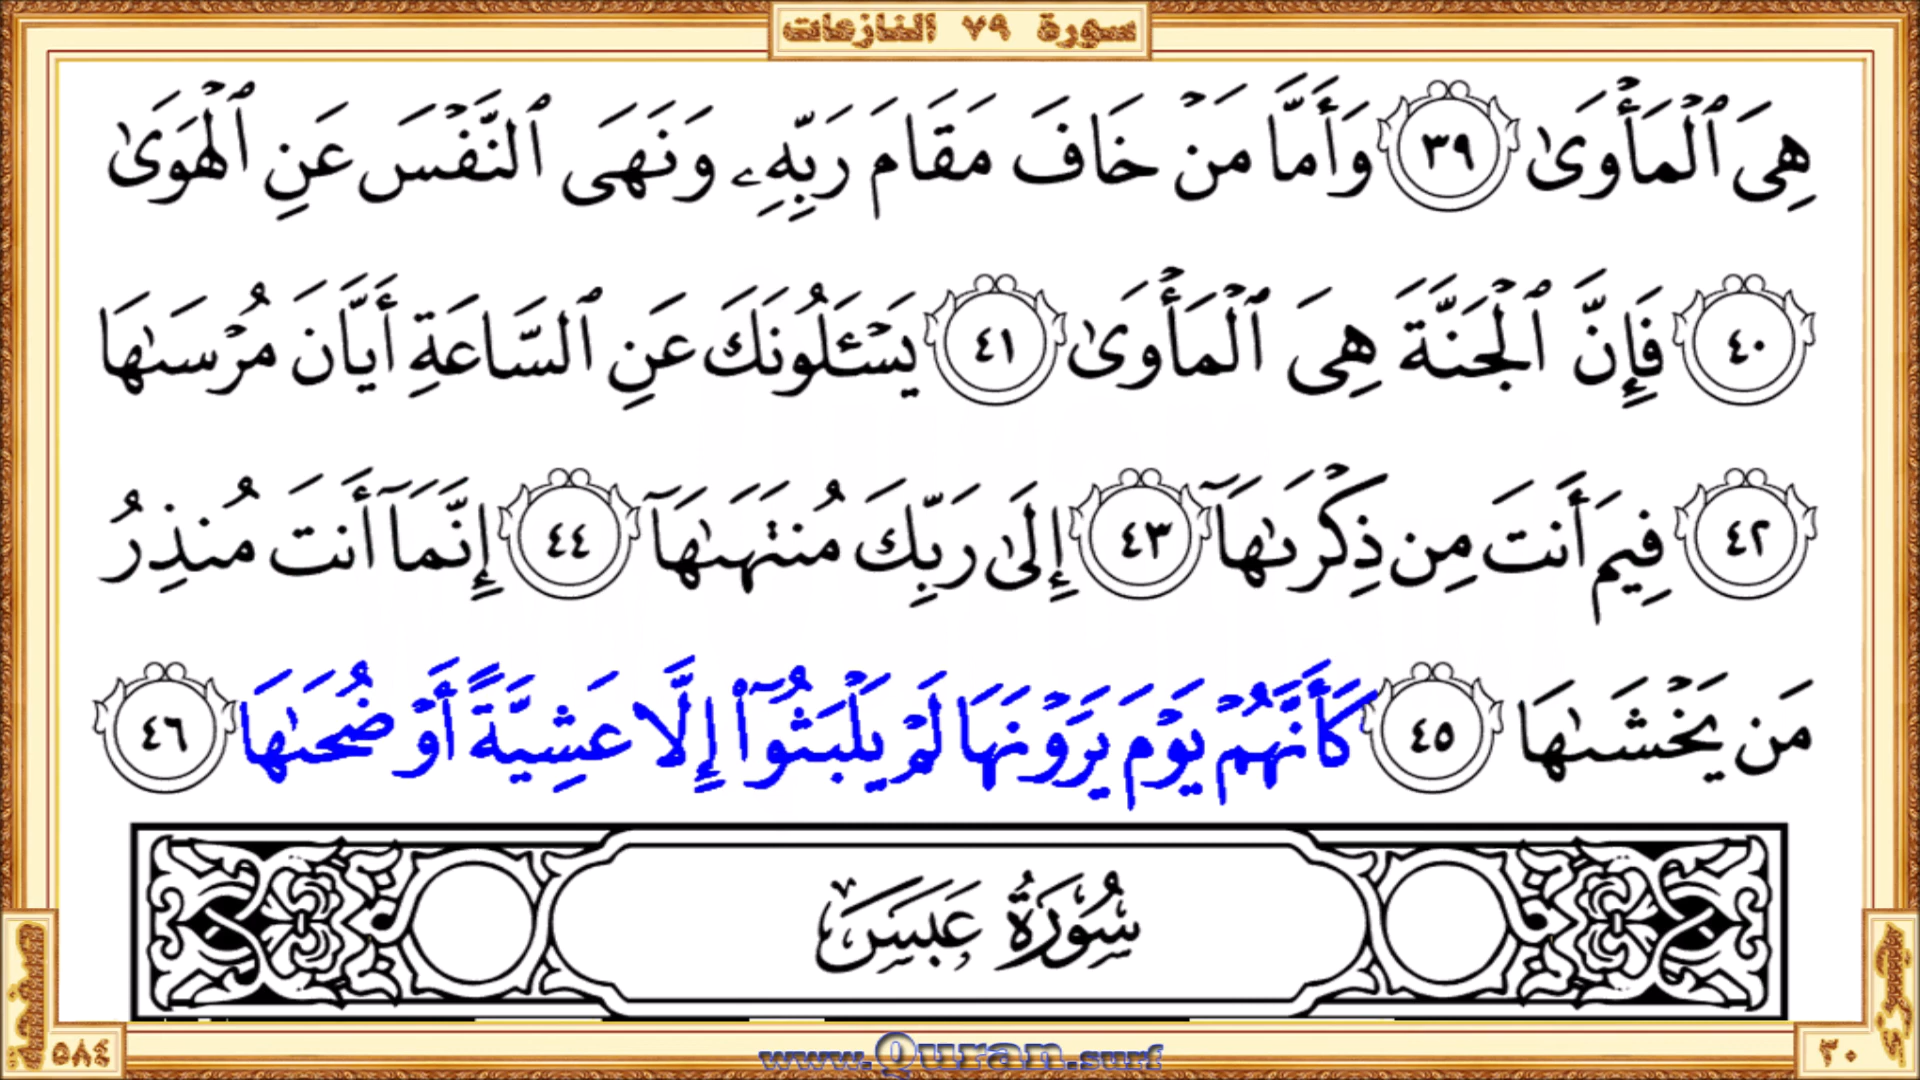 سورة ٧٩ النازعات
هِىَ ٱلْمَأْوَىٰ ٣٩ وَأَمَّا مَنْ خَافَ مَقَامَ رَبِّهِۦ وَنَهَى ٱلنَّفْسَ عَنِ ٱلْهَوَىٰ
٤٠ فَإِنَّ ٱلْجَنَّةَ هِىَ ٱلْمَأْوَىٰ ٤١ يَسْـَٔلُونَكَ عَنِ ٱلسَّاعَةِ أَيَّانَ مُرْسَىٰهَا
٤٢ فِيمَ أَنتَ مِن ذِكْرَىٰهَآ ٤٣ إِلَىٰ رَبِّكَ مُنتَهَىٰهَآ ٤٤ إِنَّمَآ أَنتَ مُنذِرُ
مَن يَخْشَىٰهَا ٤٥ كَأَنَّهُمْ يَوْمَ يَرَوْنَهَا لَمْ يَلْبَثُوٓا۟ إِلَّا عَشِيَّةً أَوْ ضُحَىٰهَا ٤٦
سُورَةُ عَبَسَ
الصفحة ٥٨٤
www.Quran.surf
٣٠